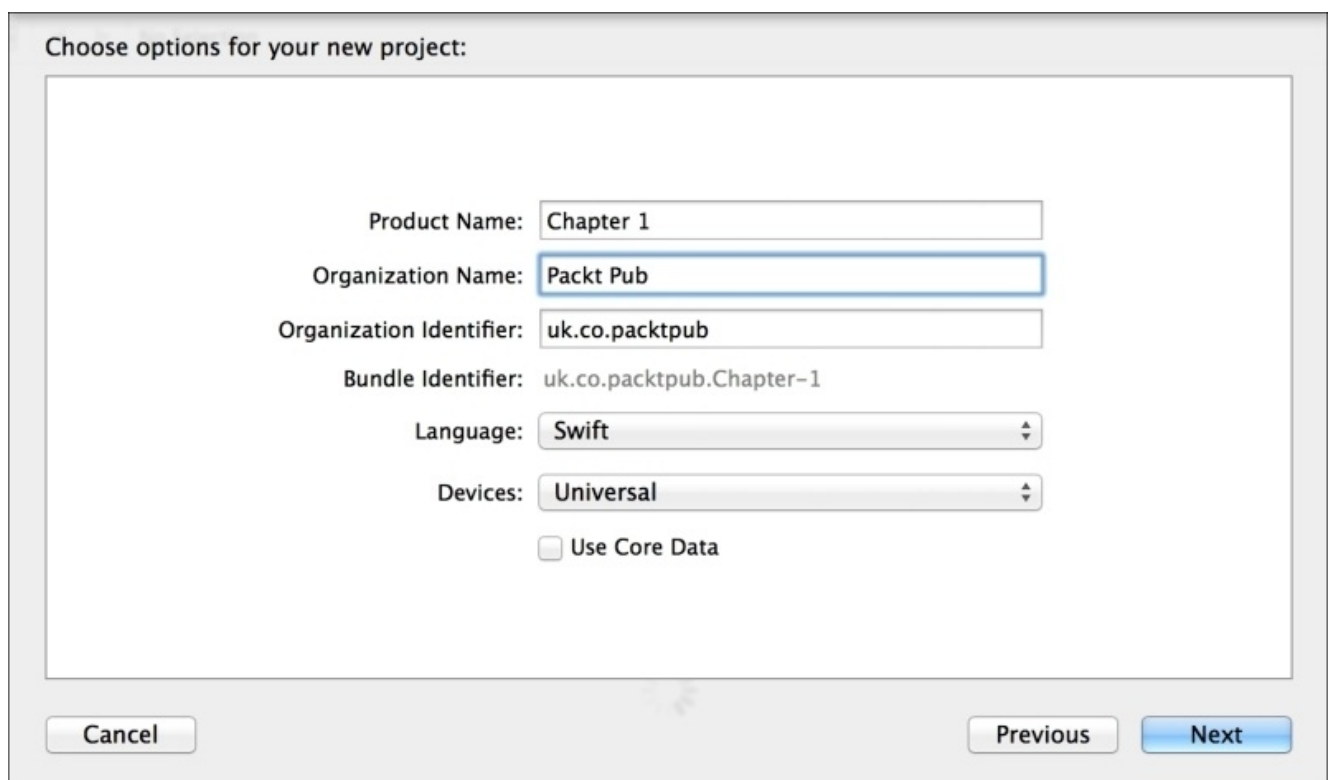 Choose options for your new project:
Product Name: Chapter 1
Organization Name: Packt Pub
Organization Identifier: uk.co.packtpub
Bundle Identifier: uk.co.packtpub.Chapter-1
Language: Swift
Devices: Universal
Use Core Data
Cancel Previous Next